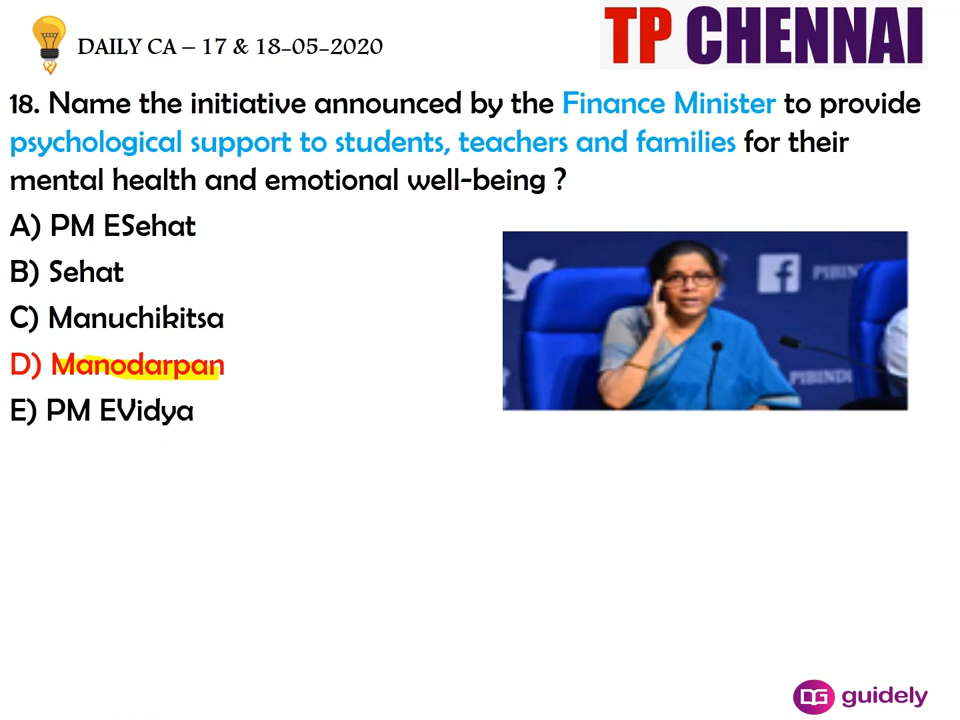 DAILY CA – 17 & 18-05-2020
TP CHENNAI
18. Name the initiative announced by the Finance Minister to provide
psychological support to students, teachers and families for their
mental health and emotional well-being ?
A) PM ESehat
B) Sehat
C) Manuchikitsa
D) Manodarpan
E) PM EVidya
PIBIND
PIBINDI
guidely